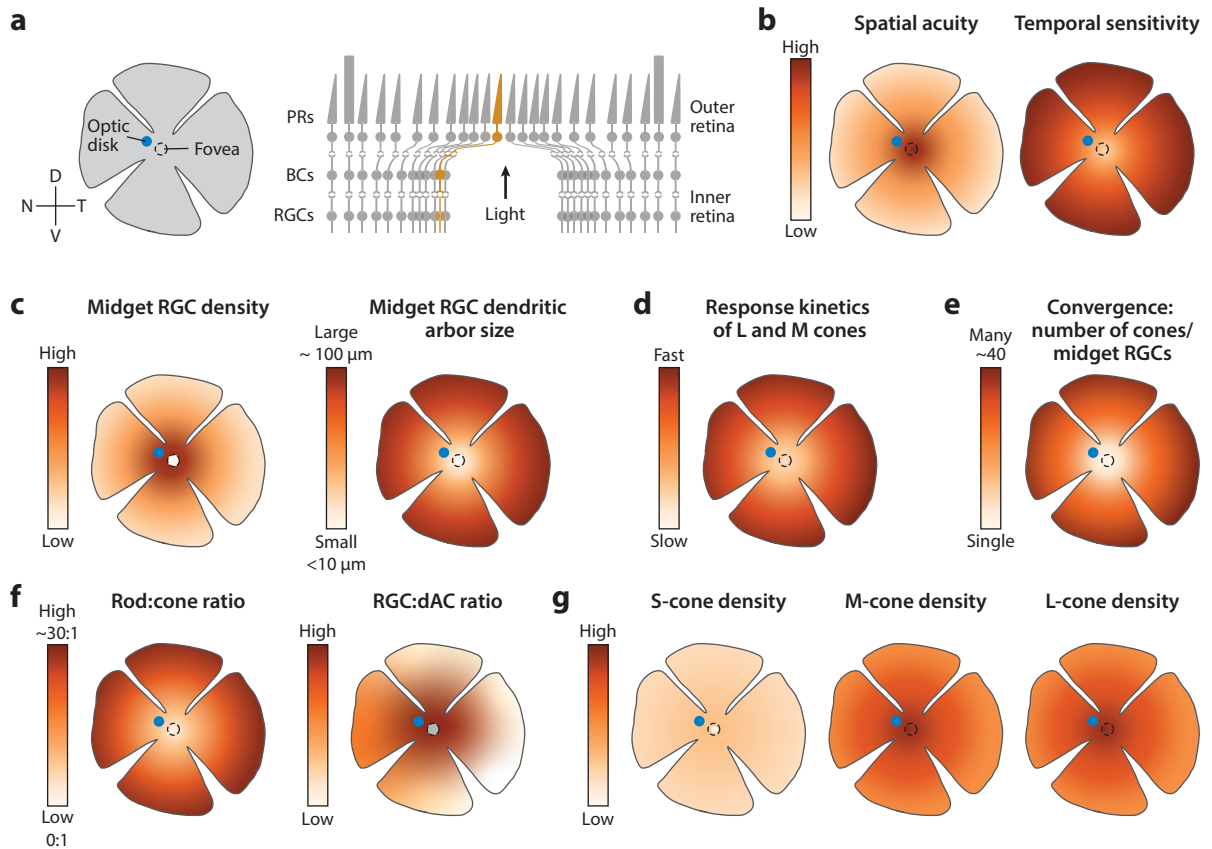 a
Optic
disk
Fovea
D
N
T
V
PRs
BCs
RGCs
Light
Outer
retina
Inner
retina
b
Spatial acuity
Temporal sensitivity
High
Low
c
Midget RGC density
High
Low
Midget RGC dendritic
arbor size
Large
~ 100 µm
Small
<10 µm
d
Response kinetics
of L and M cones
Fast
Slow
e
Convergence:
number of cones/
midget RGCs
Many
~40
Single
f
Rod:cone ratio
High
~30:1
Low
0:1
RGC:dAC ratio
High
Low
g
S-cone density
M-cone density
L-cone density
High
Low